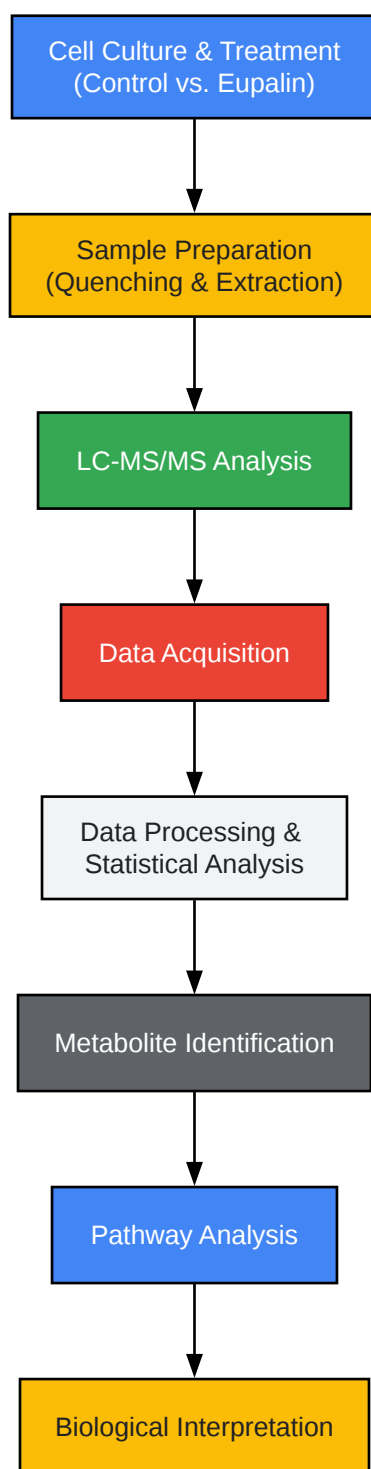 Cell Culture & Treatment
(Control vs. Eupalin)
Sample Preparation
(Quenching & Extraction)
LC-MS/MS Analysis
Data Acquisition
Data Processing &
Statistical Analysis
Metabolite Identification
Pathway Analysis
Biological Interpretation